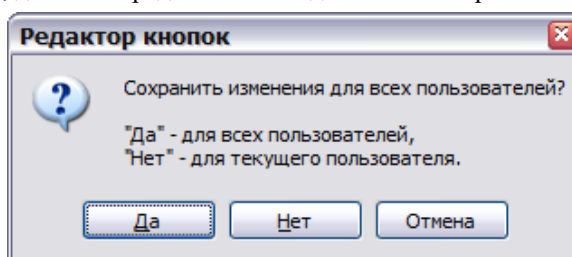 Редактор кнопок
Сохранить изменения для всех пользователей?
"Да" - для всех пользователей,
"Нет" - для текущего пользователя.
Да Нет Отмена